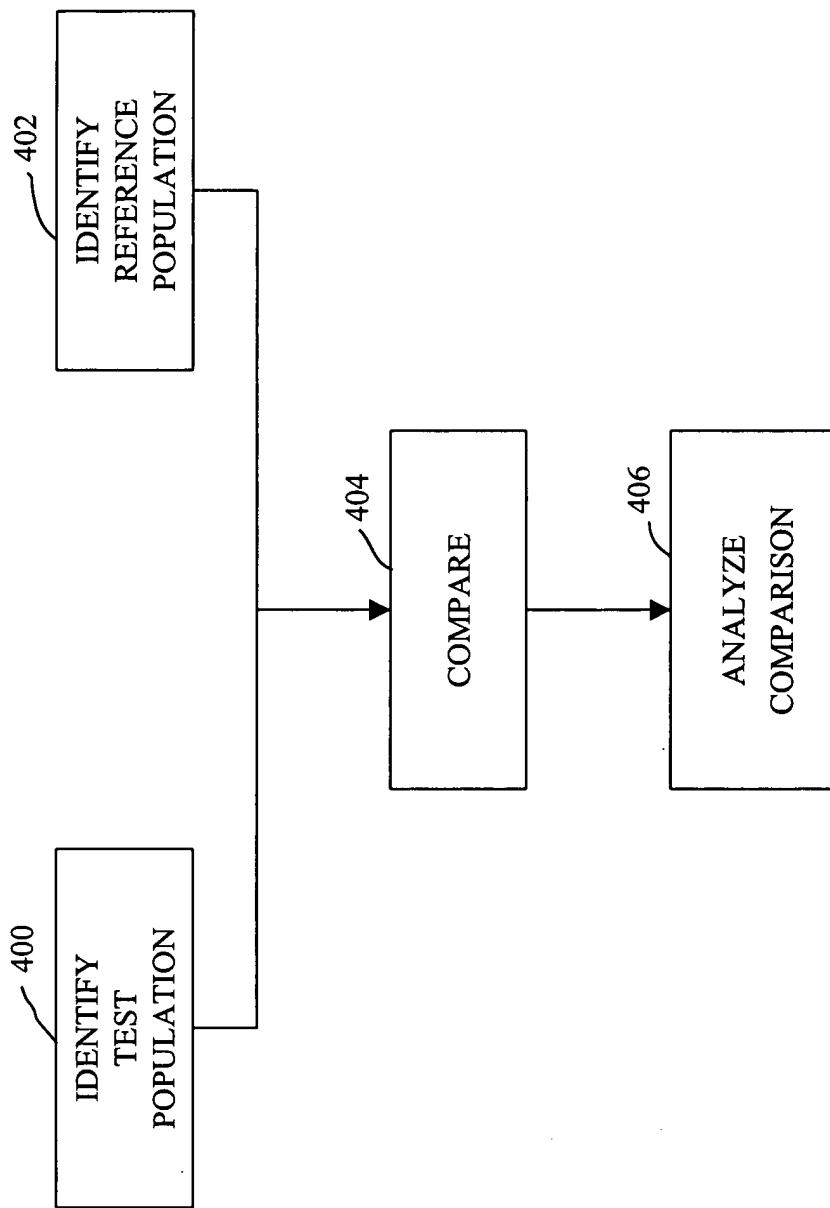 400
IDENTIFY
TEST
POPULATION
402
IDENTIFY
REFERENCE
POPULATION
404
COMPARE
406
ANALYZE
COMPARISON